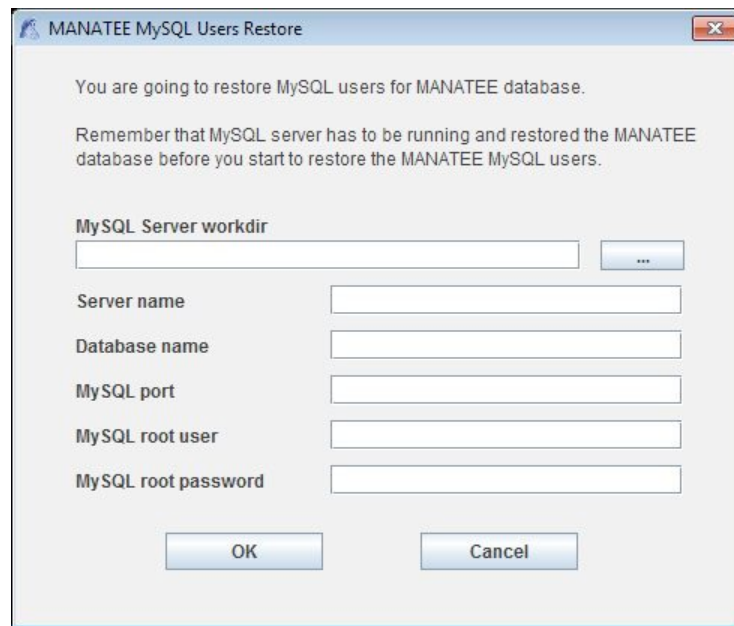 MANATEE MySQL Users Restore
You are going to restore MySQL users for MANATEE database.
Remember that MySQL server has to be running and restored the MANATEE
database before you start to restore the MANATEE MySQL users.
MySQL Server workdir
...
Server name
Database name
MySQL port
MySQL root user
MySQL root password
OK Cancel